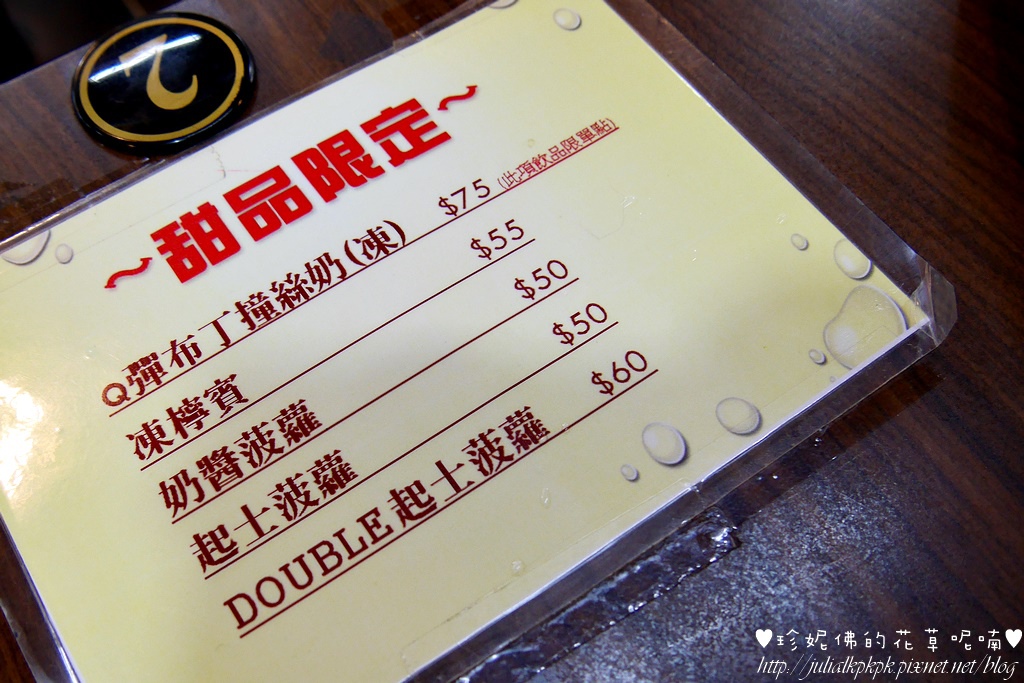 7
~甜品限定~
Q彈布丁撞絲奶(凍) $75 (此項飲品限單點)
凍檸賓 $55
奶醬菠蘿 $50
起士菠蘿 $50
DOUBLE起士菠蘿 $60
♥珍妮佛的花草呢喃♥
http://julialkpkpk.pixnet.net/blog